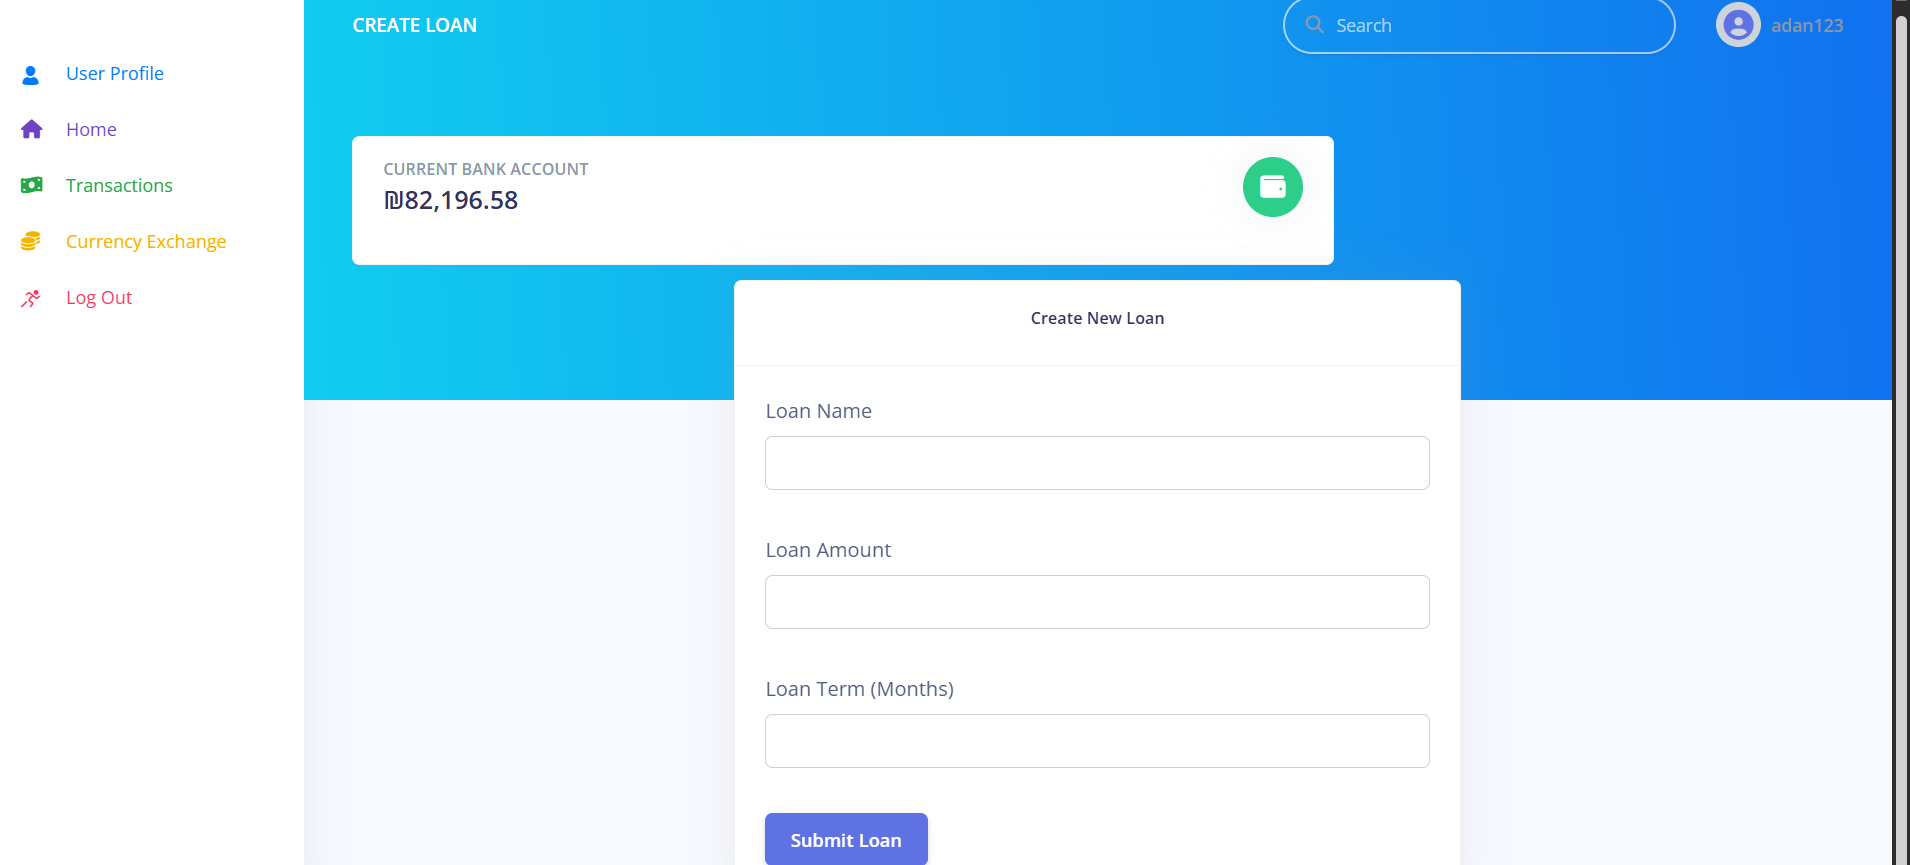 User Profile
Home
Transactions
Currency Exchange
Log Out
CREATE LOAN
Search
adan123
CURRENT BANK ACCOUNT
₪82,196.58
Create New Loan
Loan Name
Loan Amount
Loan Term (Months)
Submit Loan